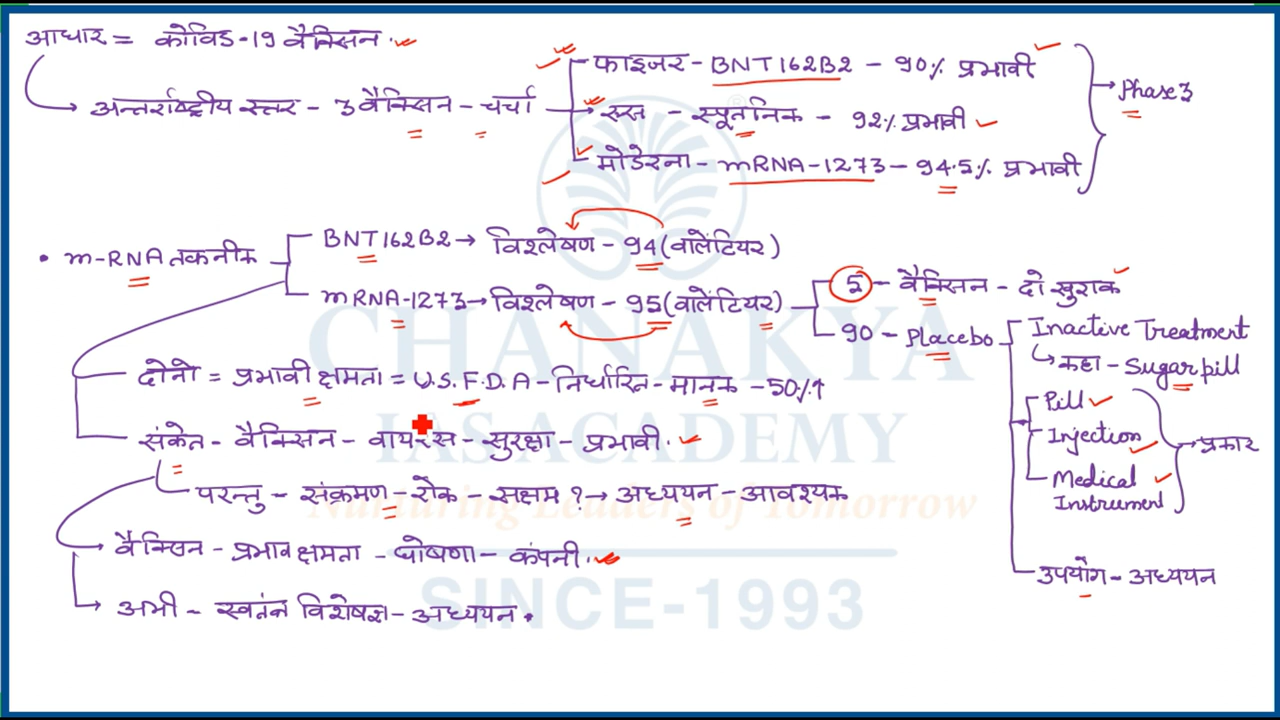 आधार = कोविड-19 वैक्सिन.
अन्तर्राष्ट्रीय स्तर - 3 वैक्सिन - चर्चा
फाइजर - BNT162B2 - 90% प्रभावी
रूस - स्पूतनिक - 92% प्रभावी
मोडेरना - mRNA-1273 - 94.5% प्रभावी
Phase 3
• m-RNA तकनीक
BNT162B2 → विश्लेषण - 94 (वालेंटियर)
mRNA-1273 → विश्लेषण - 95 (वालेंटियर)
5 - वैक्सिन - दो खुराक
90 - Placebo
Inactive Treatment
कहा - Sugar pill
Pill
Injection
Medical
Instrument
प्रकार
उपयोग - अध्ययन
दोनो = प्रभावी क्षमता = U.S.F.D.A - निर्धारित - मानक - 50%↑
संकेत - वैक्सिन - वायरस - सुरक्षा - प्रभावी.
परन्तु - संक्रमण - रोक - सक्षम ? → अध्ययन - आवश्यक
वैक्सिन - प्रभाव क्षमता - घोषणा - कंपनी.
अभी - स्वतंत्र विशेषज्ञ - अध्ययन.
CHANAKYA
IAS ACADEMY
Nurturing Leaders of Tomorrow
SINCE-1993